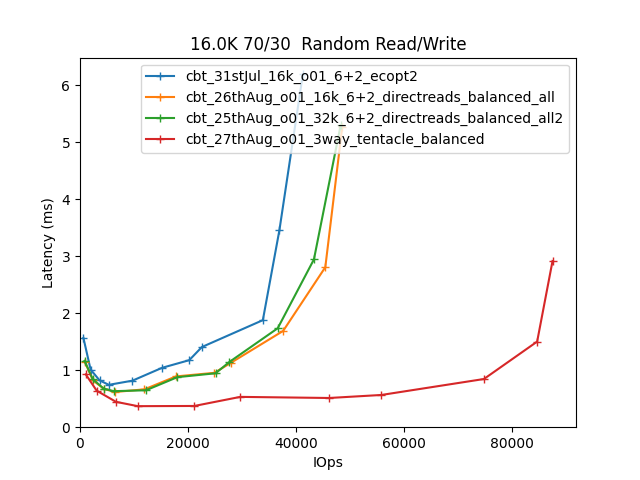 16.0K 70/30  Random Read/Write
cbt_31stJul_16k_o01_6+2_ecopt2
cbt_26thAug_o01_16k_6+2_directreads_balanced_all
cbt_25thAug_o01_32k_6+2_directreads_balanced_all2
cbt_27thAug_o01_3way_tentacle_balanced
Latency (ms)
6
5
4
3
2
1
0
0 20000 40000 60000 80000
IOps